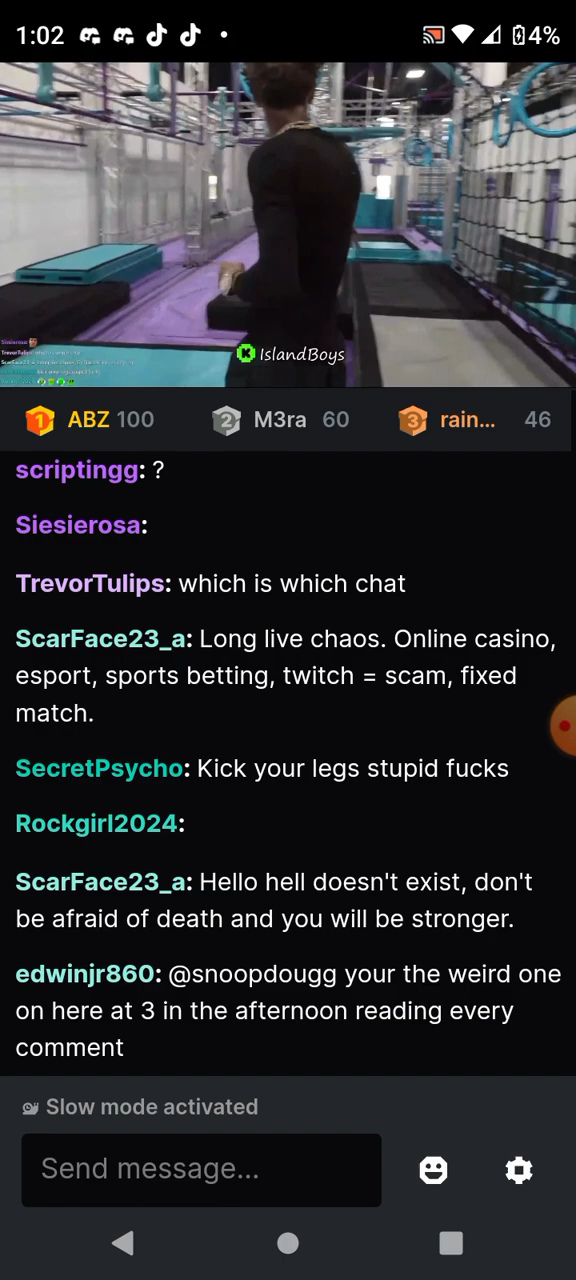 1:02
4%
Siesierosa
TrevorTulips:
IslandBoys
1 ABZ 100 2 M3ra 60 3 rain... 46
scriptingg: ?
Siesierosa:
TrevorTulips: which is which chat
ScarFace23_a: Long live chaos. Online casino,
esport, sports betting, twitch = scam, fixed
match.
SecretPsycho: Kick your legs stupid fucks
Rockgirl2024:
ScarFace23_a: Hello hell doesn't exist, don't
be afraid of death and you will be stronger.
edwinjr860: @snoopdougg your the weird one
on here at 3 in the afternoon reading every
comment
Slow mode activated
Send message...